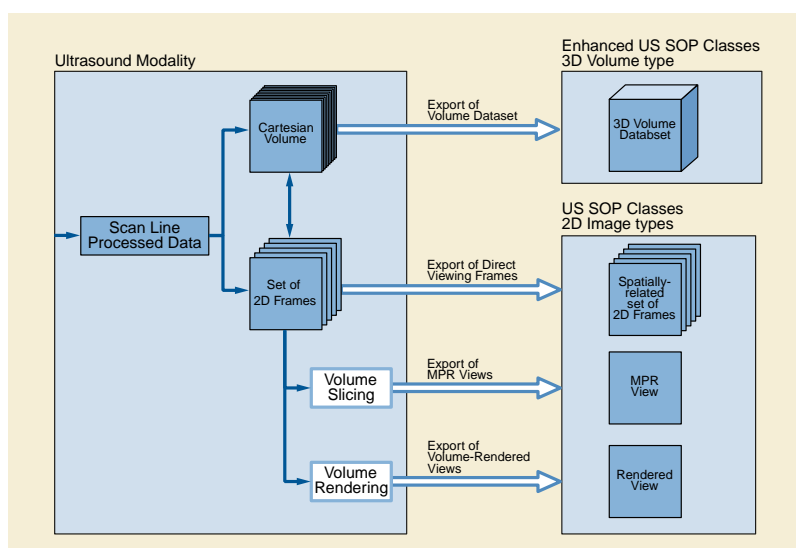 Ultrasound Modality
Enhanced US SOP Classes
3D Volume type
Cartesian
Volume
Export of
Volume Dataset
3D Volume
Databset
Scan Line
Processed Data
US SOP Classes
2D Image types
Set of
2D Frames
Export of Direct
Viewing Frames
Spatially-
related
set of
2D Frames
Volume
Slicing
Export of
MPR Views
MPR
View
Volume
Rendering
Export of
Volume-Rendered
Views
Rendered
View